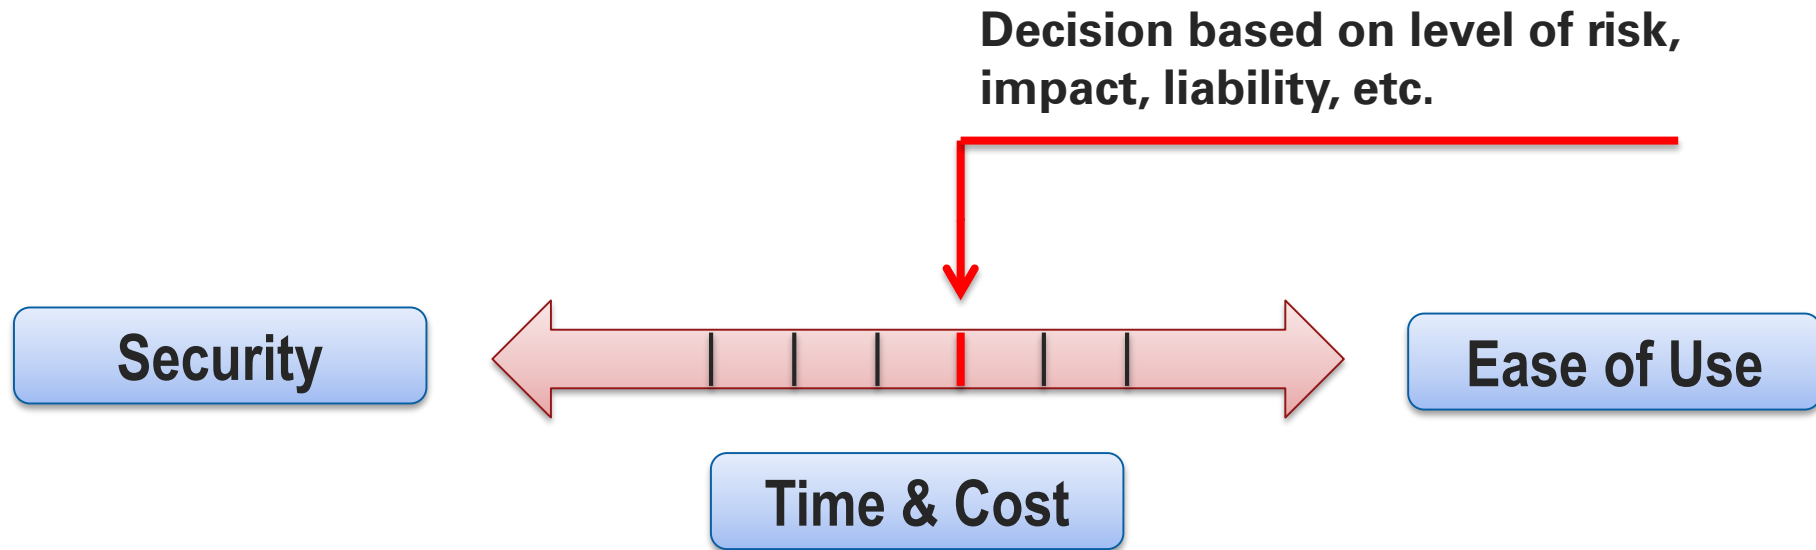 Decision based on level of risk,
impact, liability, etc.
Security
Ease of Use
Time & Cost